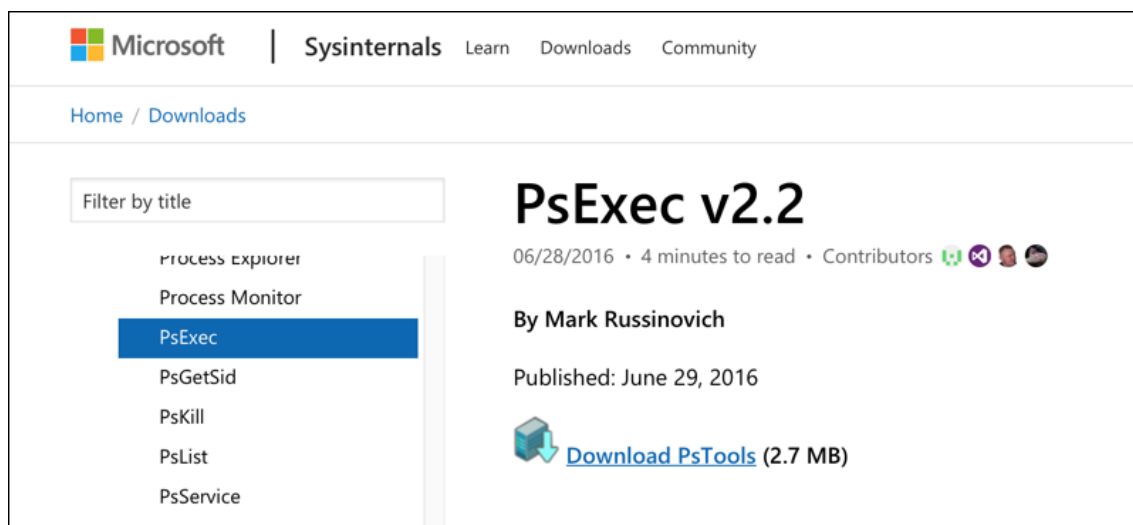 Microsoft | Sysinternals Learn Downloads Community
Home / Downloads
Filter by title
Process Explorer
Process Monitor
PsExec
PsGetSid
PsKill
PsList
PsService
PsExec v2.2
06/28/2016 • 4 minutes to read • Contributors
By Mark Russinovich
Published: June 29, 2016
Download PsTools (2.7 MB)